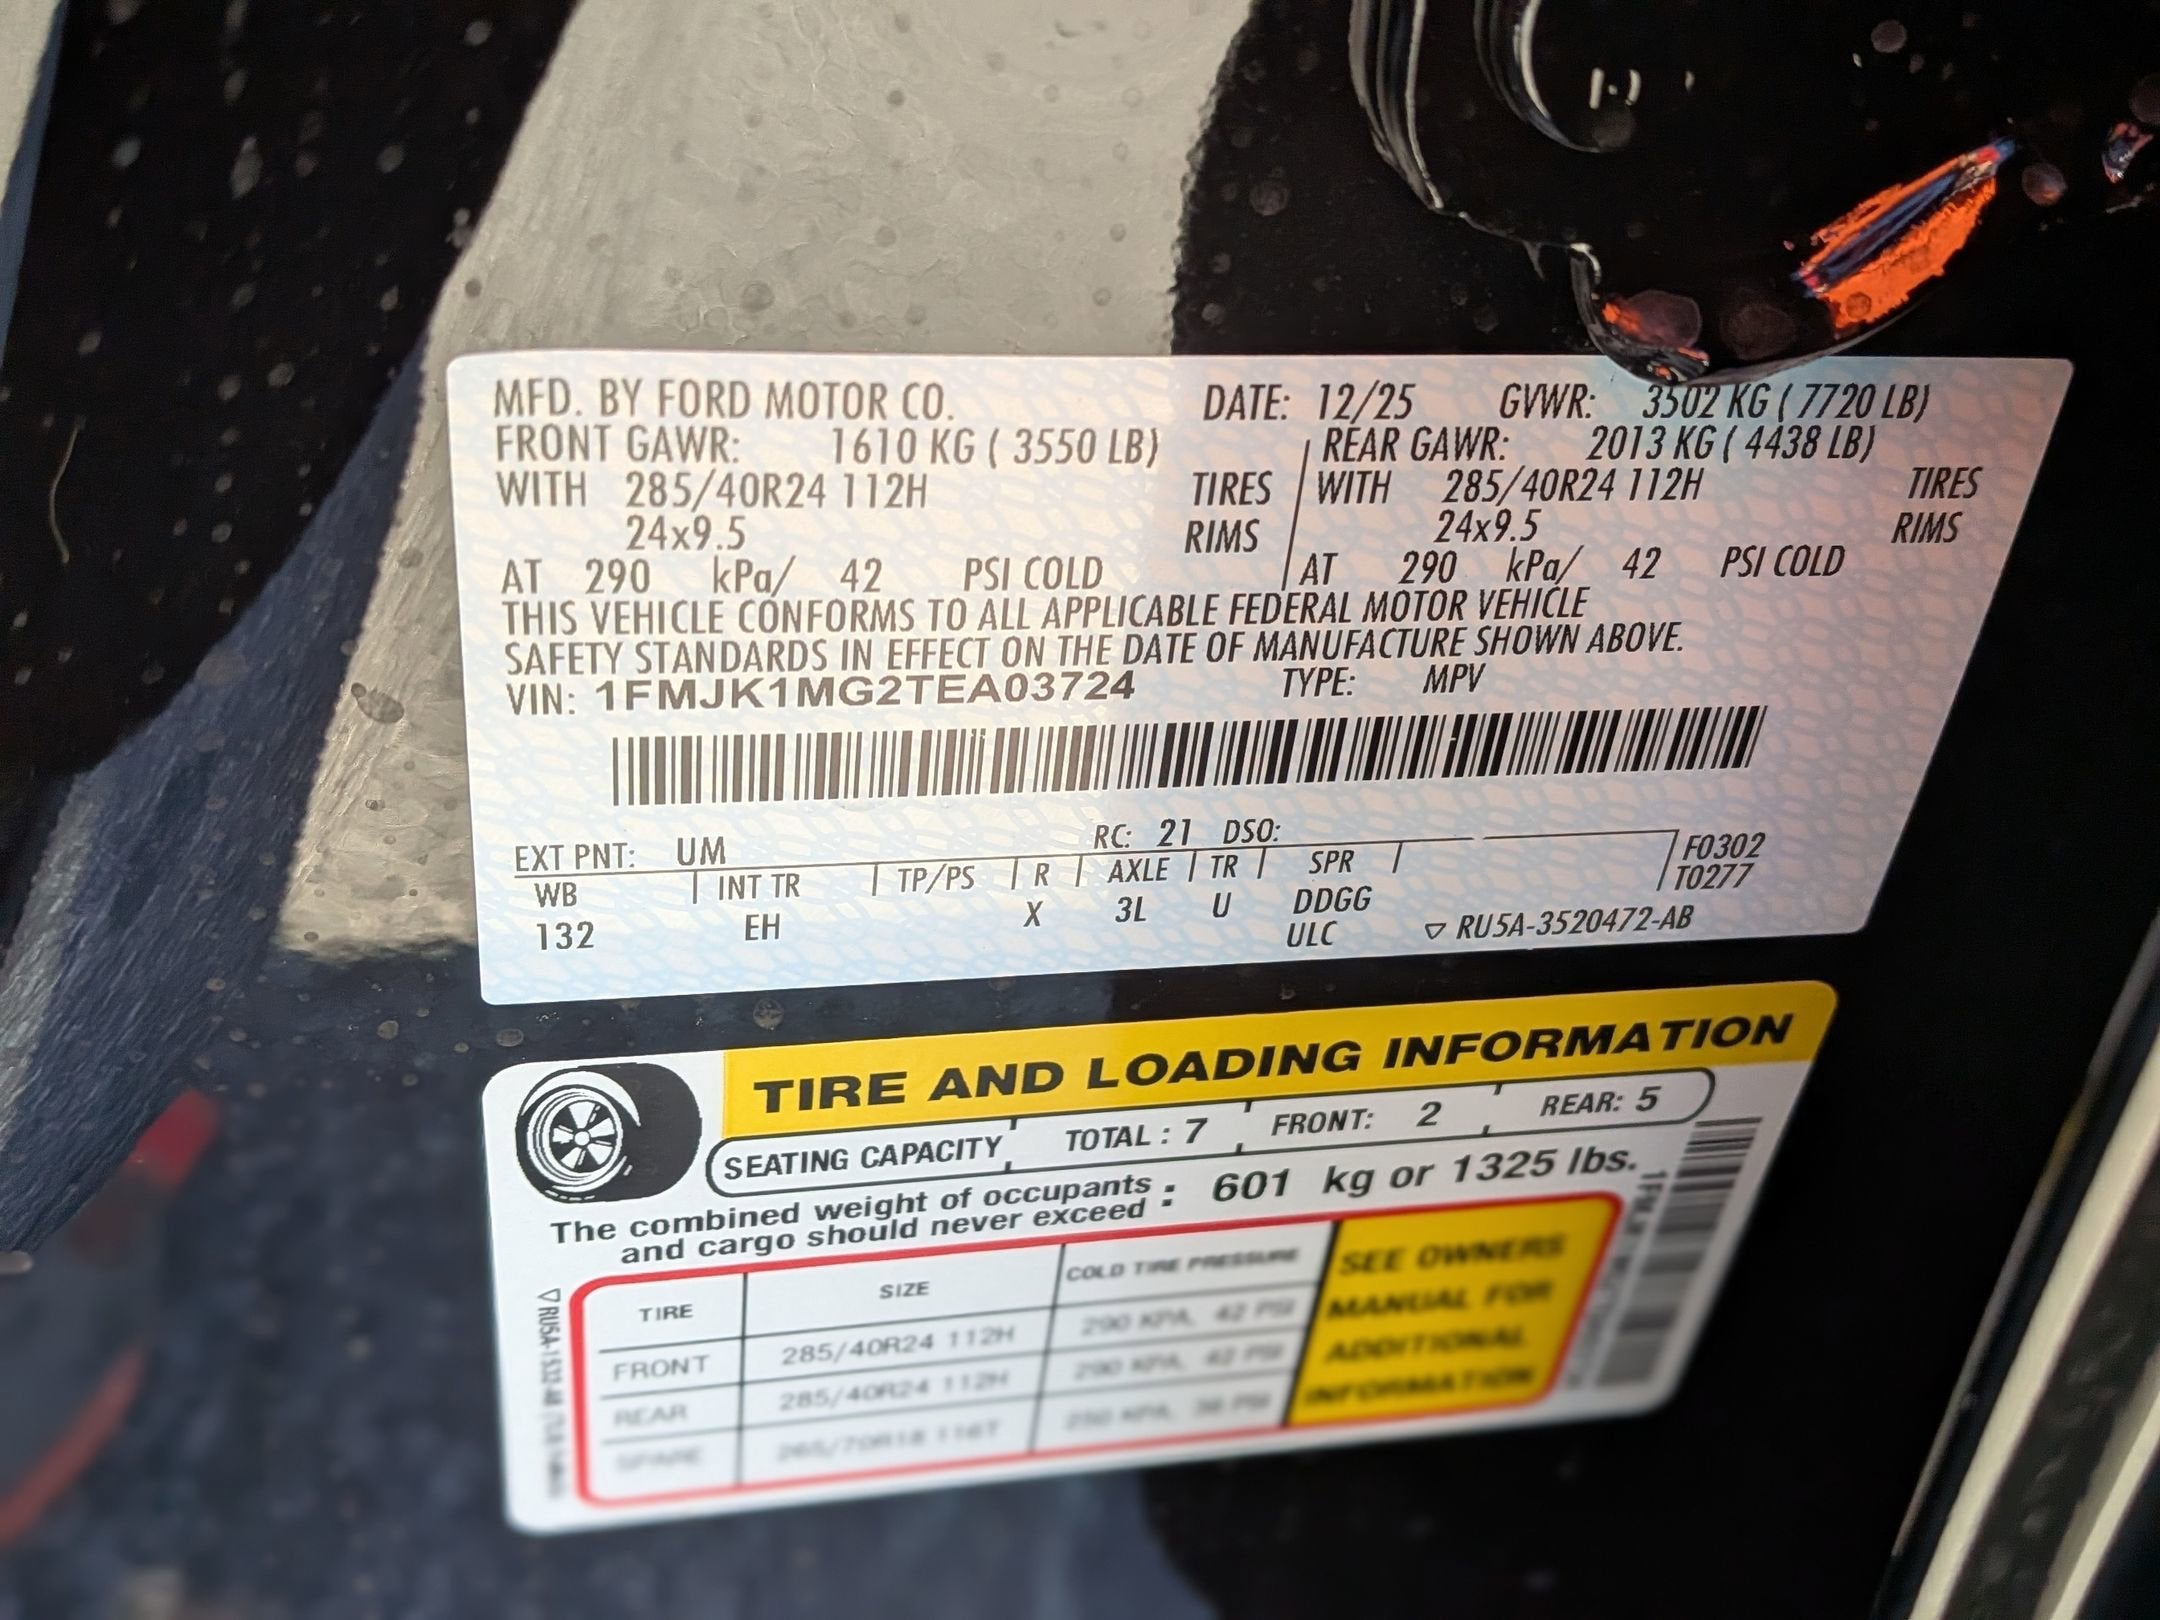 MFD. BY FORD MOTOR CO. DATE: 12/25 GVWR: 3502 KG ( 7720 LB)
FRONT GAWR: 1610 KG ( 3550 LB) REAR GAWR: 2013 KG ( 4438 LB)
WITH 285/40R24 112H TIRES WITH 285/40R24 112H TIRES
24x9.5 RIMS 24x9.5 RIMS
AT 290 kPa/ 42 PSI COLD AT 290 kPa/ 42 PSI COLD
THIS VEHICLE CONFORMS TO ALL APPLICABLE FEDERAL MOTOR VEHICLE
SAFETY STANDARDS IN EFFECT ON THE DATE OF MANUFACTURE SHOWN ABOVE.
VIN: 1FMJK1MG2TEA03724 TYPE: MPV
EXT PNT: UM RC: 21 DSO: F0302
WB INT TR TP/PS R AXLE TR SPR T0277
132 EH X 3L U DDGG
ULC ▽ RU5A-3520472-AB
TIRE AND LOADING INFORMATION
SEATING CAPACITY TOTAL : 7 FRONT: 2 REAR: 5
The combined weight of occupants
and cargo should never exceed : 601 kg or 1325 lbs.
TIRE SIZE COLD TIRE PRESSURE
FRONT 285/40R24 112H 290 KPA, 42 PSI
REAR 285/40R24 112H 290 KPA, 42 PSI
SPARE 265/70R18 116T 250 KPA, 36 PSI
SEE OWNERS
MANUAL FOR
ADDITIONAL
INFORMATION